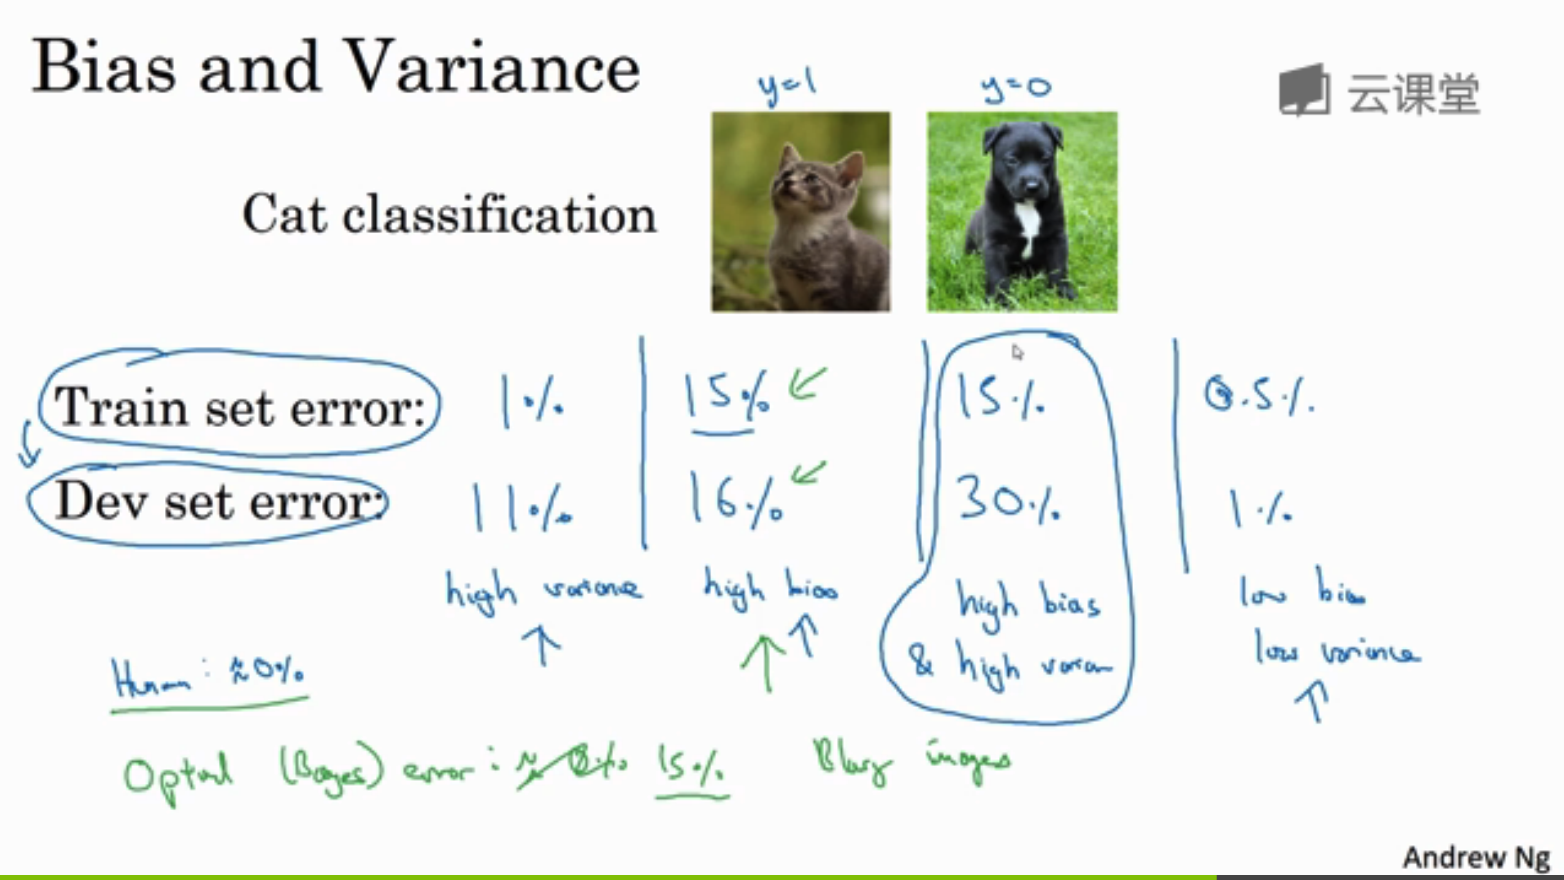 Bias and Variance
y=1
y=0
云课堂
Cat classification
Train set error:
1%
15%
15%
0.5%
Dev set error:
11%
16%
30%
1%
high variance
high bias
high bias
& high varian
low bias
low variance
Human: ≈0%
Optimal (Bayes) error: ≈ 0% 15%
Blurry images
Andrew Ng